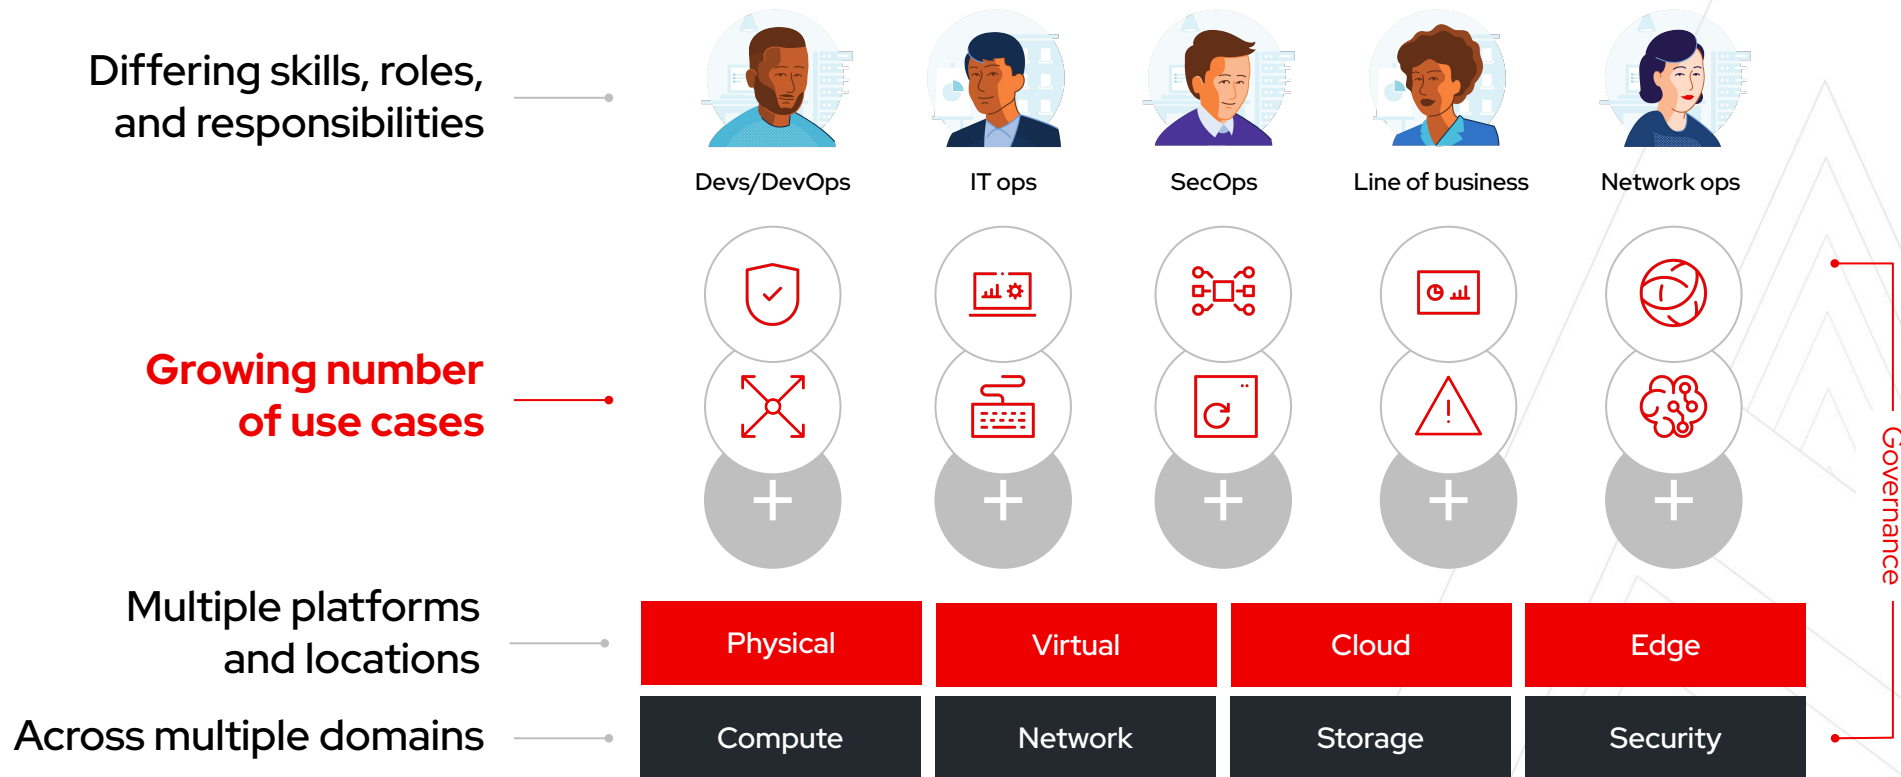 Differing skills, roles,
and responsibilities
Devs/DevOps
IT ops
SecOps
Line of business
Network ops
Growing number
of use cases
Governance
Multiple platforms
and locations
Physical
Virtual
Cloud
Edge
Across multiple domains
Compute
Network
Storage
Security